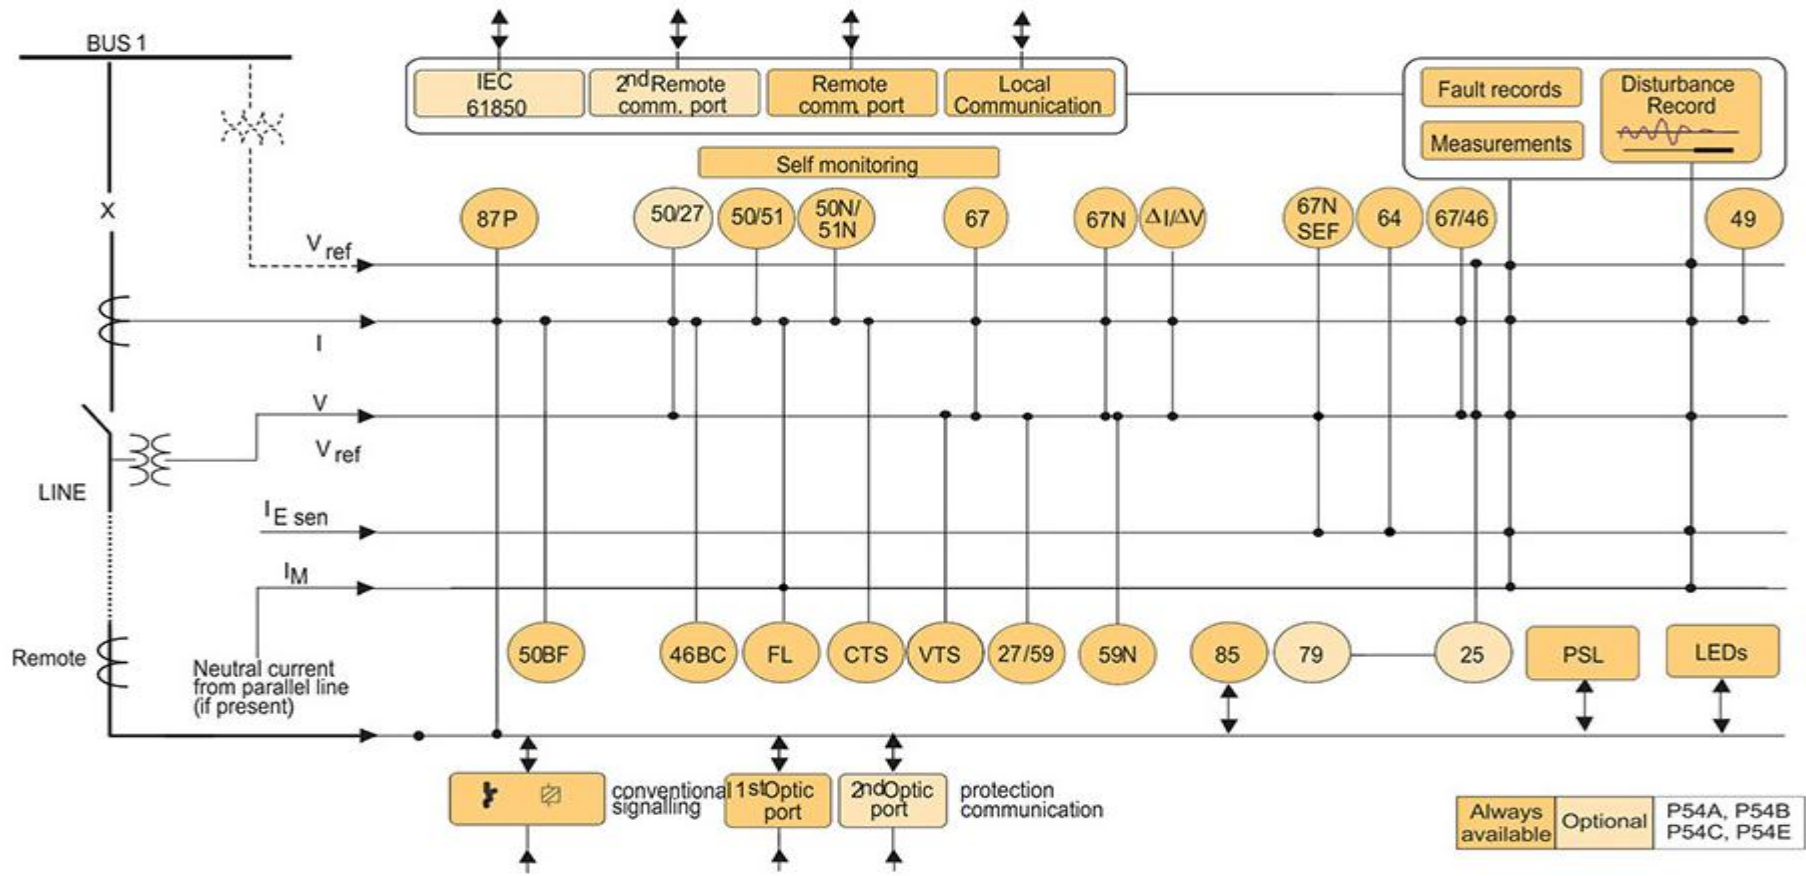 BUS 1
IEC
61850
2nd Remote
comm. port
Remote
comm. port
Local
Communication
Fault records
Measurements
Disturbance
Record
Self monitoring
X
87P
50/27
50/51
50N/
51N
67
67N
ΔI/ΔV
67N
SEF
64
67/46
49
V ref
I
V
V ref
LINE
I E sen
I M
Remote
Neutral current
from parallel line
(if present)
50BF
46BC
FL
CTS
VTS
27/59
59N
85
79
25
PSL
LEDs
conventional
signalling
1st Optic
port
2nd Optic
port
protection
communication
Always
available
Optional
P54A, P54B
P54C, P54E